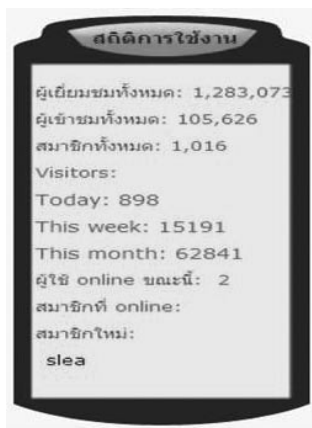 สถิติการใช้งาน
ผู้เยี่ยมชมทั้งหมด: 1,283,073
ผู้เข้าชมทั้งหมด: 105,626
สมาชิกทั้งหมด: 1,016
Visitors:
Today: 898
This week: 15191
This month: 62841
ผู้ใช้ online ขณะนี้: 2
สมาชิกที่ online:
สมาชิกใหม่:
slea